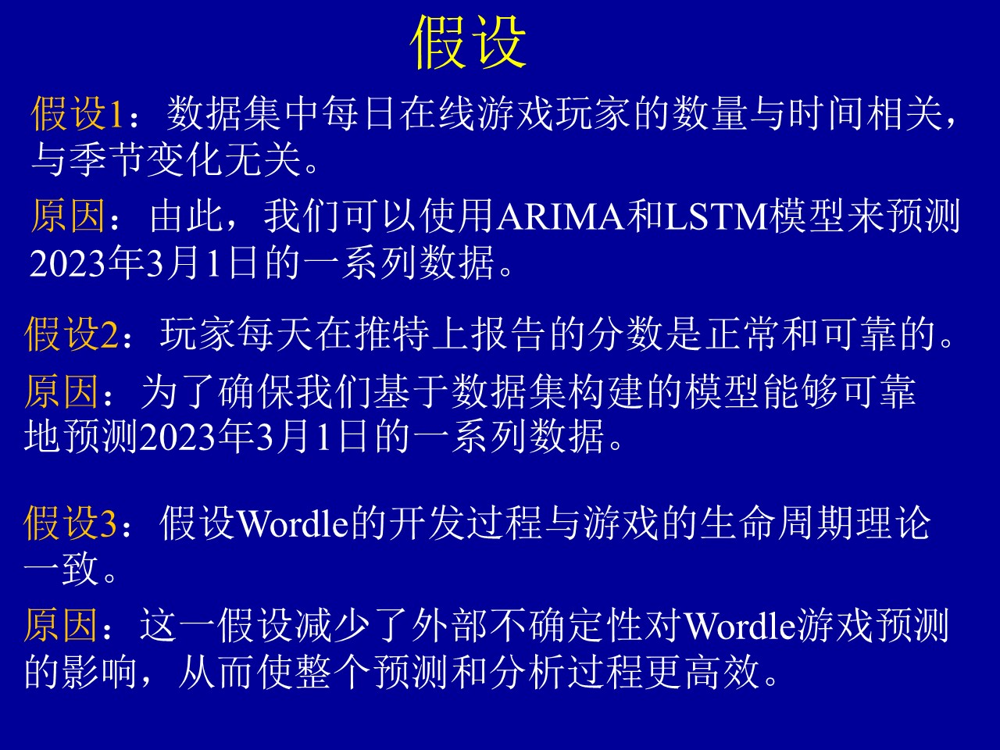 假设
假设1：数据集中每日在线游戏玩家的数量与时间相关，
与季节变化无关。
原因：由此，我们可以使用ARIMA和LSTM模型来预测
2023年3月1日的一系列数据。
假设2：玩家每天在推特上报告的分数是正常和可靠的。
原因：为了确保我们基于数据集构建的模型能够可靠
地预测2023年3月1日的一系列数据。
假设3：假设Wordle的开发过程与游戏的生命周期理论
一致。
原因：这一假设减少了外部不确定性对Wordle游戏预测
的影响，从而使整个预测和分析过程更高效。